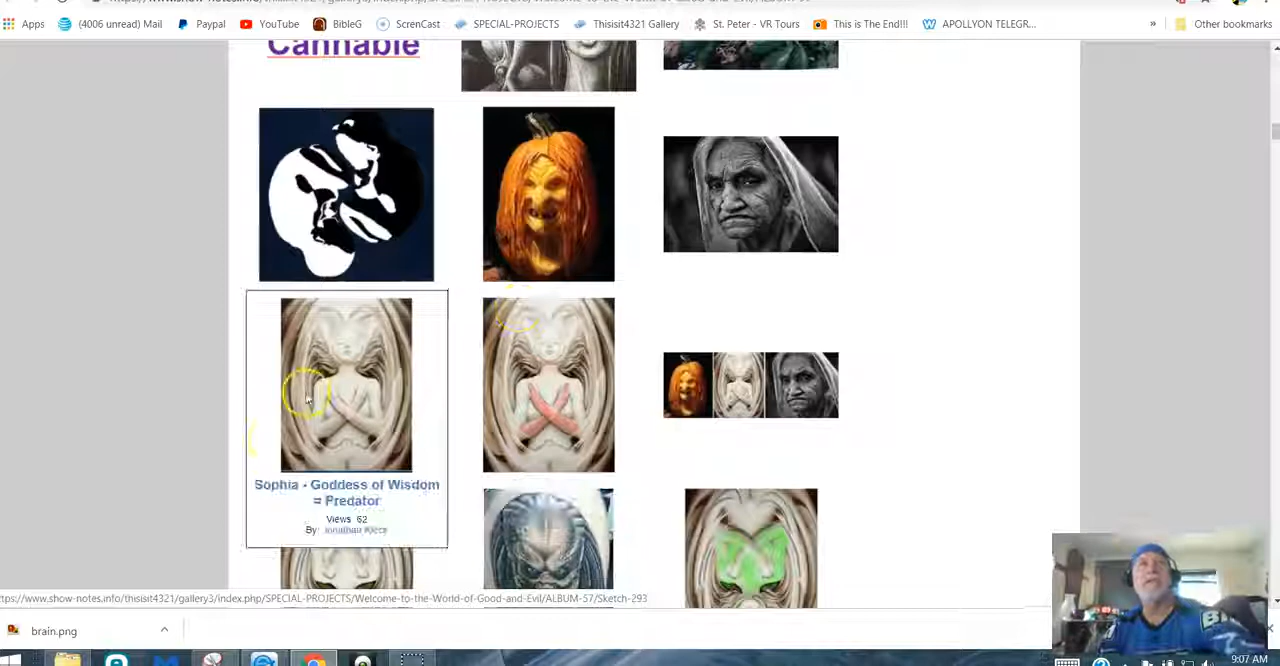 Apps
(4006 unread) Mail
Paypal
YouTube
BibleG
ScrenCast
SPECIAL-PROJECTS
Thisisit4321 Gallery
St. Peter - VR Tours
This is The End!!!
APOLLYON TELEGR...
»
Other bookmarks
Cannable
Sophia - Goddess of Wisdom
= Predator
Views 62
By: Jonathan Kleck
ttps://www.show-notes.info/thisisit4321/gallery3/index.php/SPECIAL-PROJECTS/Welcome-to-the-World-of-Good-and-Evil/ALBUM-57/Sketch-293
brain.png
9:07 AM